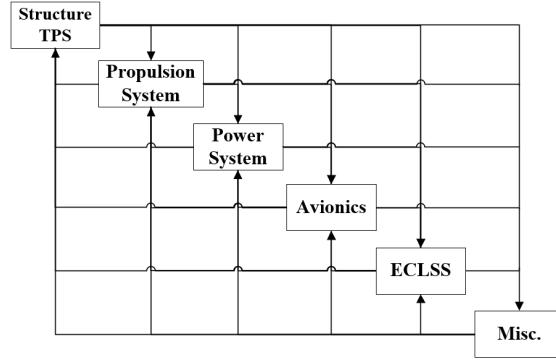 Structure
TPS
Propulsion
System
Power
System
Avionics
ECLSS
Misc.